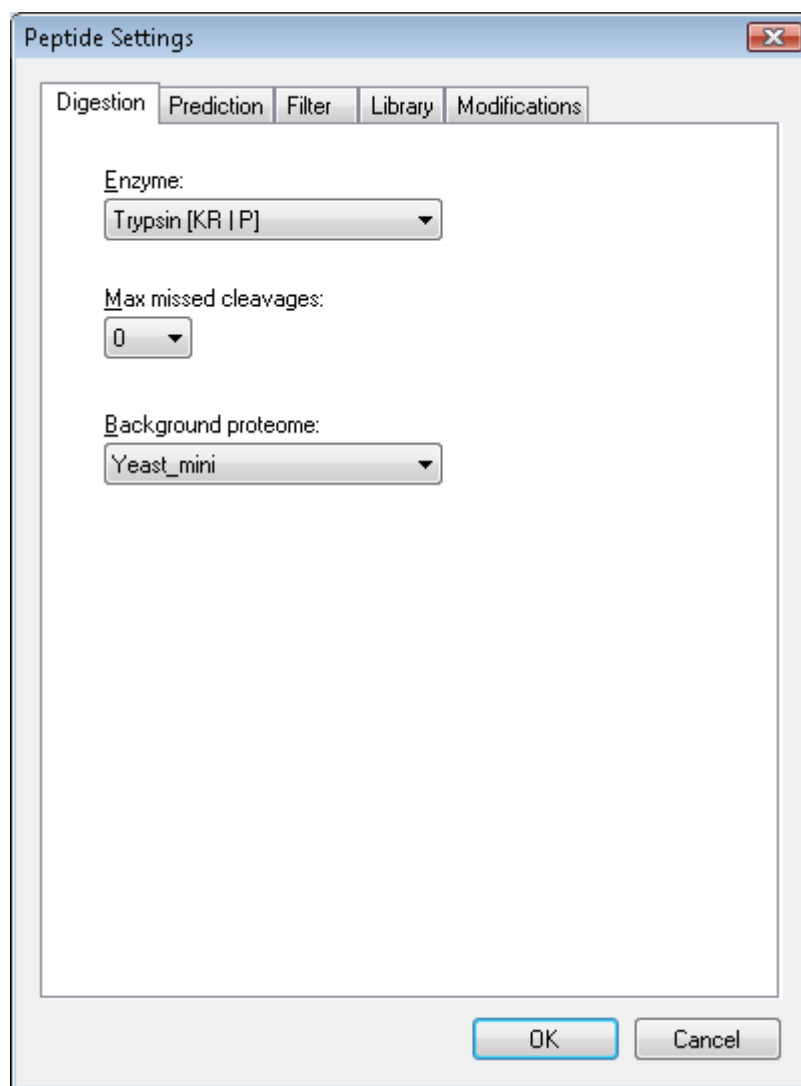 Peptide Settings
Digestion Prediction Filter Library Modifications
Enzyme:
Trypsin [KR | P]
Max missed cleavages:
0
Background proteome:
Yeast_mini
OK Cancel